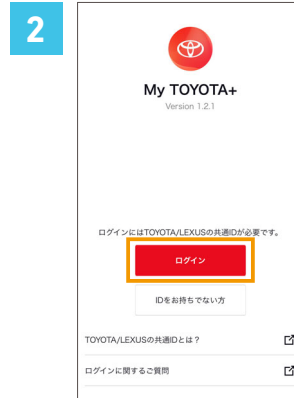 2
My TOYOTA+
Version 1.2.1
ログインにはTOYOTA/LEXUSの共通IDが必要です。
ログイン
IDをお持ちでない方
TOYOTA/LEXUSの共通IDとは？
ログインに関するご質問